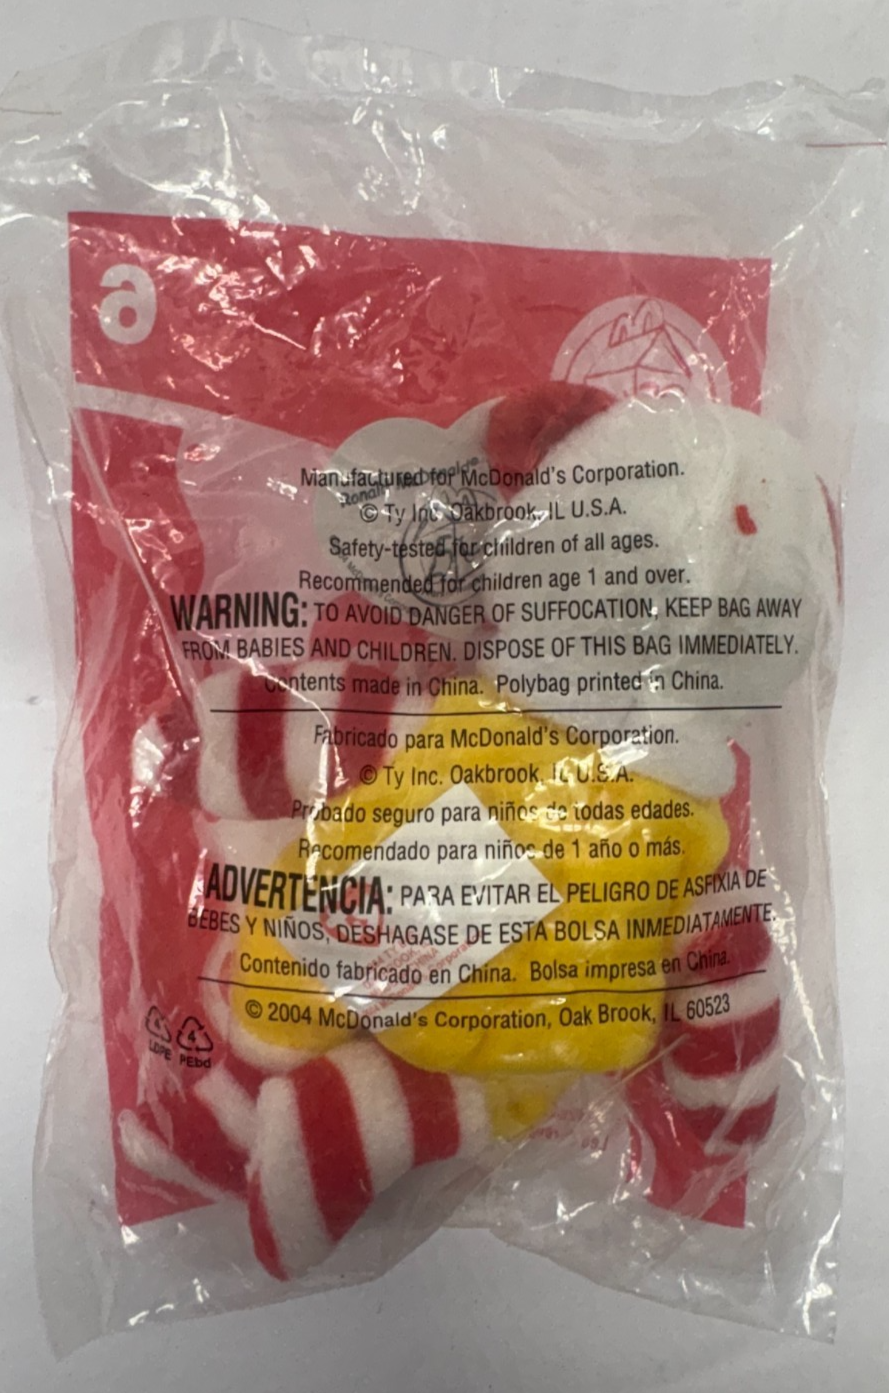 6
Manufactured for McDonald's Corporation.
© Ty Inc. Oakbrook, IL U.S.A.
Safety-tested for children of all ages.
Recommended for children age 1 and over.
WARNING: TO AVOID DANGER OF SUFFOCATION, KEEP BAG AWAY
FROM BABIES AND CHILDREN. DISPOSE OF THIS BAG IMMEDIATELY.
Contents made in China. Polybag printed in China.
Fabricado para McDonald's Corporation.
© Ty Inc. Oakbrook, IL U.S.A.
Probado seguro para niños de todas edades.
Recomendado para niños de 1 año o más.
ADVERTENCIA: PARA EVITAR EL PELIGRO DE ASFIXIA DE
BEBES Y NIÑOS, DESHAGASE DE ESTA BOLSA INMEDIATAMENTE.
Contenido fabricado en China. Bolsa impresa en China.
© 2004 McDonald's Corporation, Oak Brook, IL 60523
4 4
LDPE PEbd